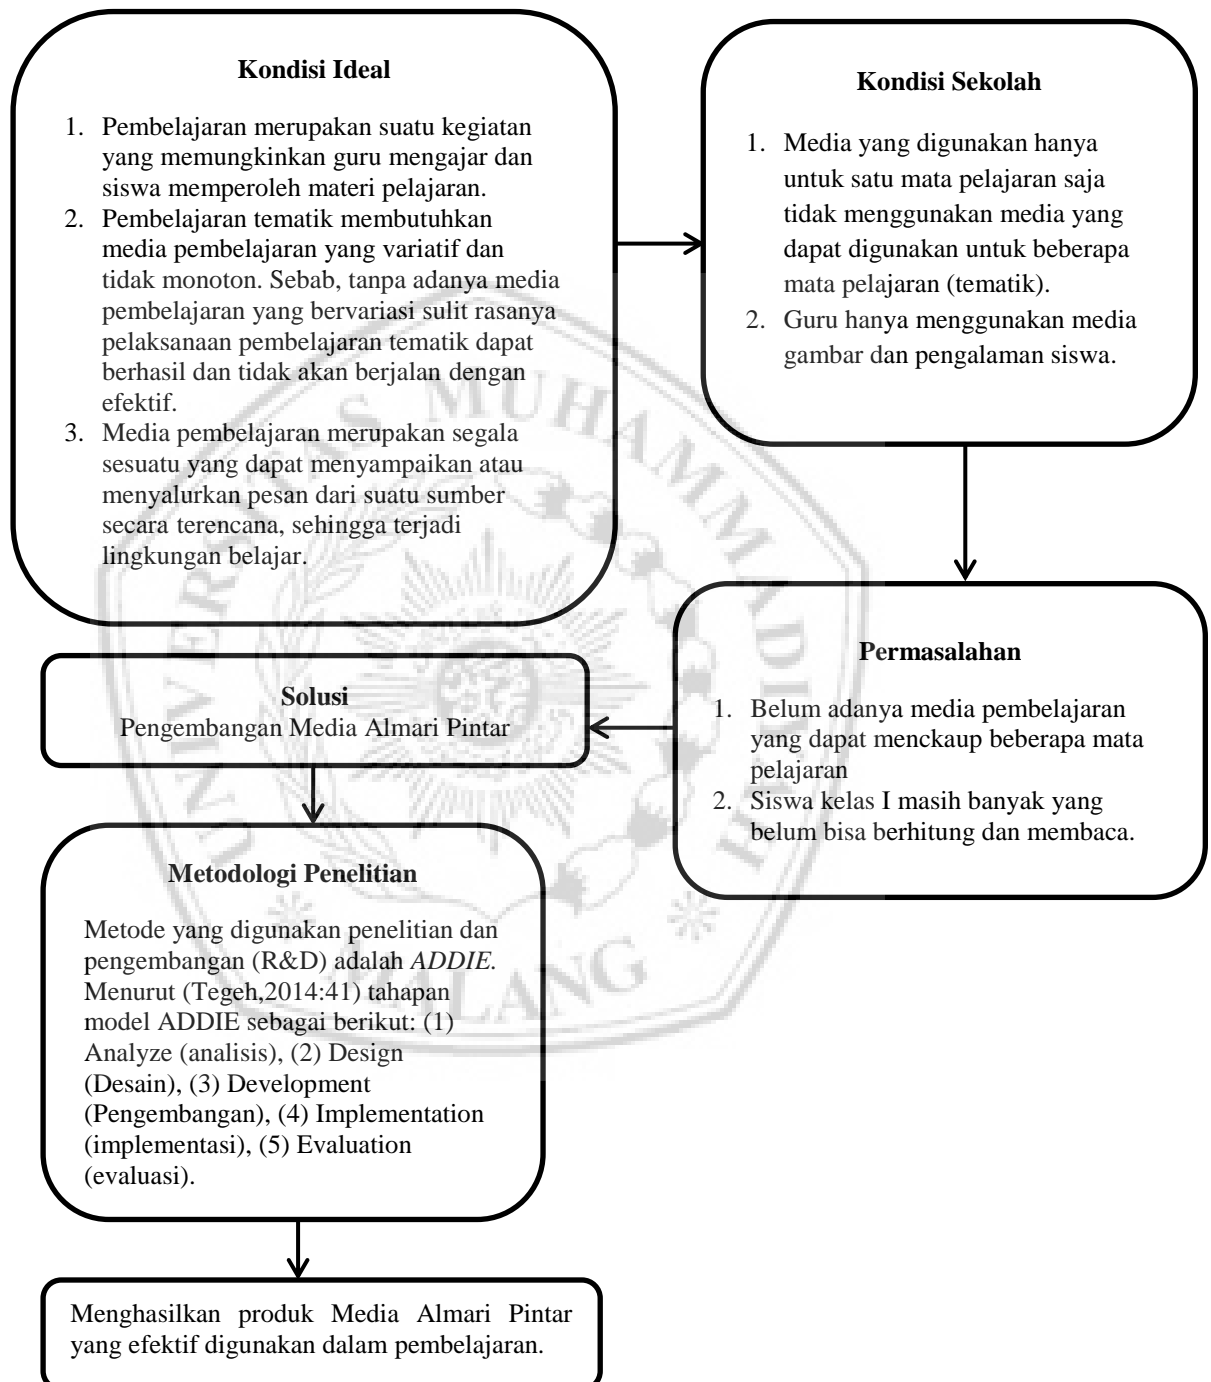 Kondisi Ideal
1. Pembelajaran merupakan suatu kegiatan
yang memungkinkan guru mengajar dan
siswa memperoleh materi pelajaran.
2. Pembelajaran tematik membutuhkan
media pembelajaran yang variatif dan
tidak monoton. Sebab, tanpa adanya media
pembelajaran yang bervariasi sulit rasanya
pelaksanaan pembelajaran tematik dapat
berhasil dan tidak akan berjalan dengan
efektif.
3. Media pembelajaran merupakan segala
sesuatu yang dapat menyampaikan atau
menyalurkan pesan dari suatu sumber
secara terencana, sehingga terjadi
lingkungan belajar.
Kondisi Sekolah
1. Media yang digunakan hanya
untuk satu mata pelajaran saja
tidak menggunakan media yang
dapat digunakan untuk beberapa
mata pelajaran (tematik).
2. Guru hanya menggunakan media
gambar dan pengalaman siswa.
Permasalahan
1. Belum adanya media pembelajaran
yang dapat menckaup beberapa mata
pelajaran
2. Siswa kelas I masih banyak yang
belum bisa berhitung dan membaca.
Solusi
Pengembangan Media Almari Pintar
Metodologi Penelitian
Metode yang digunakan penelitian dan
pengembangan (R&D) adalah ADDIE.
Menurut (Tegeh,2014:41) tahapan
model ADDIE sebagai berikut: (1)
Analyze (analisis), (2) Design
(Desain), (3) Development
(Pengembangan), (4) Implementation
(implementasi), (5) Evaluation
(evaluasi).
Menghasilkan produk Media Almari Pintar
yang efektif digunakan dalam pembelajaran.
UNIVERSITAS MUHAMMADIYAH
MALANG